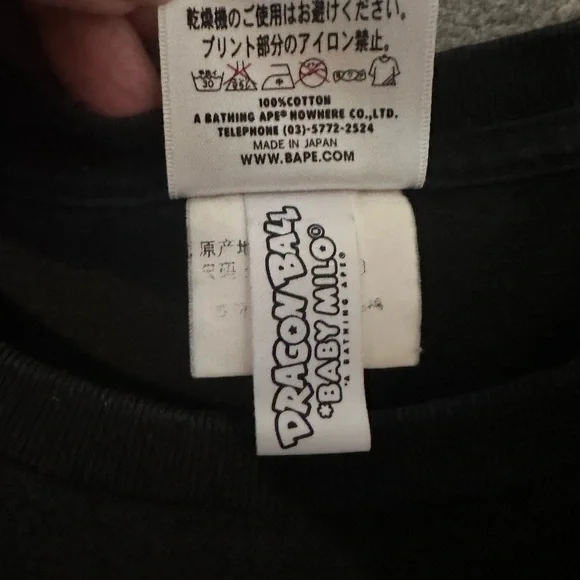 乾燥機のご使用はお避けください。
プリント部分のアイロン禁止。
30
100%COTTON
A BATHING APE® NOWHERE CO.,LTD.
TELEPHONE (03)-5772-2524
MADE IN JAPAN
WWW.BAPE.COM
原产地
DRAGON BALL
*BABY MILO®
*A BATHING APE®